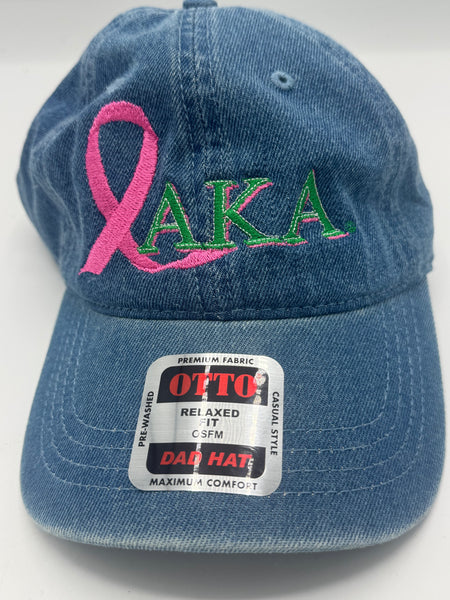 AKA
PREMIUM FABRIC
OTTO
PRE-WASHED
RELAXED
FIT
OSFM
CASUAL STYLE
DAD HAT
MAXIMUM COMFORT